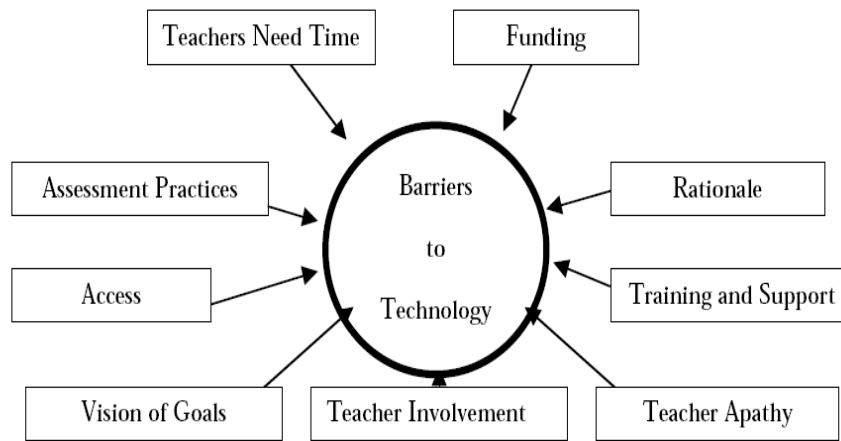 Teachers Need Time
Funding
Assessment Practices
Barriers
to
Technology
Rationale
Access
Training and Support
Vision of Goals
Teacher Involvement
Teacher Apathy